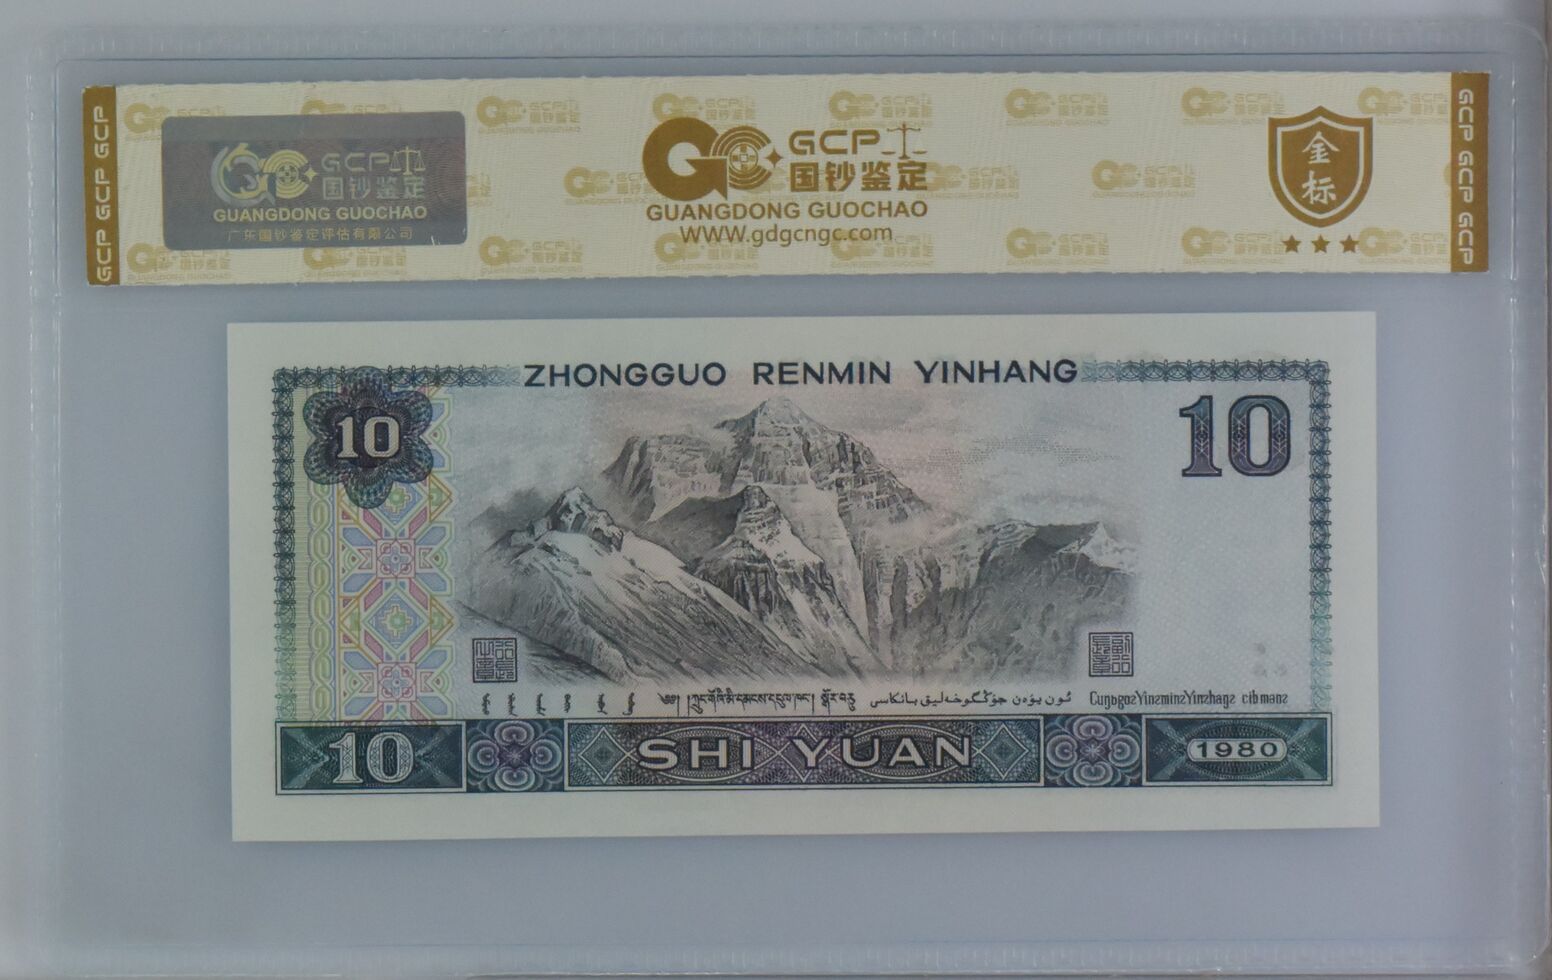 GCP GCP GCP
GCP
国钞鉴定
GUANGDONG GUOCHAO
广东国钞鉴定评估有限公司
GCP
国钞鉴定
GUANGDONG GUOCHAO
WWW.gdgcngc.com
金标
GCP GCP GCP
ZHONGGUO RENMIN YINHANG
10
10
10
SHI YUAN
1980